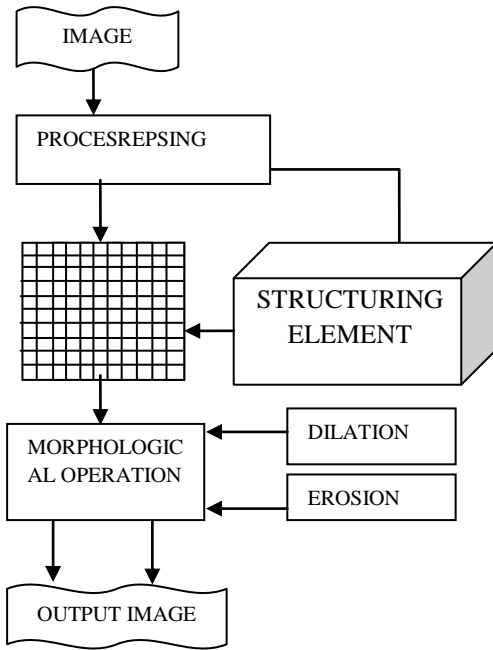 IMAGE
PROCESREPSING
STRUCTURING
ELEMENT
MORPHOLOGIC
AL OPERATION
DILATION
EROSION
OUTPUT IMAGE